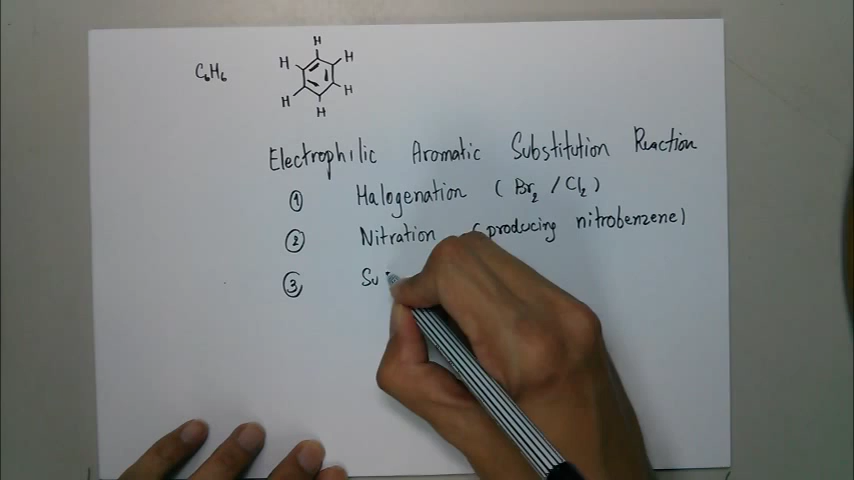 C₆H₆
H
H H
H H
H
Electrophilic Aromatic Substitution Reaction
① Halogenation (Br₂ / Cl₂)
② Nitration (producing nitrobenzene)
③ Su